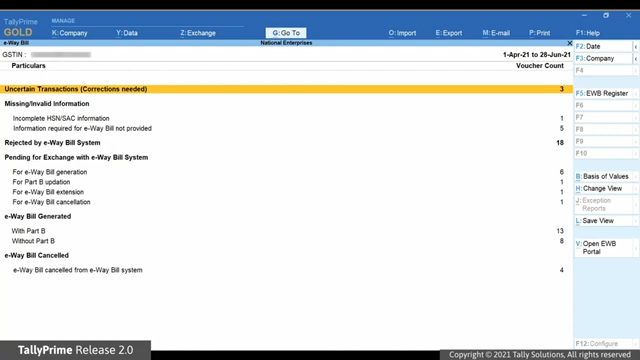 TallyPrime MANAGE
GOLD K: Company Y: Data Z: Exchange G: Go To O: Import E: Export M: E-mail P: Print F1: Help
e-Way Bill National Enterprises ×
GSTIN : 1-Apr-21 to 28-Jun-21
Particulars Voucher Count
Uncertain Transactions (Corrections needed) 3
Missing/Invalid Information
Incomplete HSN/SAC information 1
Information required for e-Way Bill not provided 5
Rejected by e-Way Bill System 18
Pending for Exchange with e-Way Bill System
For e-Way Bill generation 6
For Part B updation 1
For e-Way Bill extension 1
For e-Way Bill cancellation 1
e-Way Bill Generated
With Part B 13
Without Part B 8
e-Way Bill Cancelled
e-Way Bill cancelled from e-Way Bill system 4
F2: Date
F3: Company
F4
F5: EWB Register
F6
F7
F8
F9
F10
B: Basis of Values
H: Change View
J: Exception
Reports
L: Save View
V: Open EWB
Portal
F12: Configure
TallyPrime Release 2.0
Copyright © 2021 Tally Solutions, All Rights Reserved